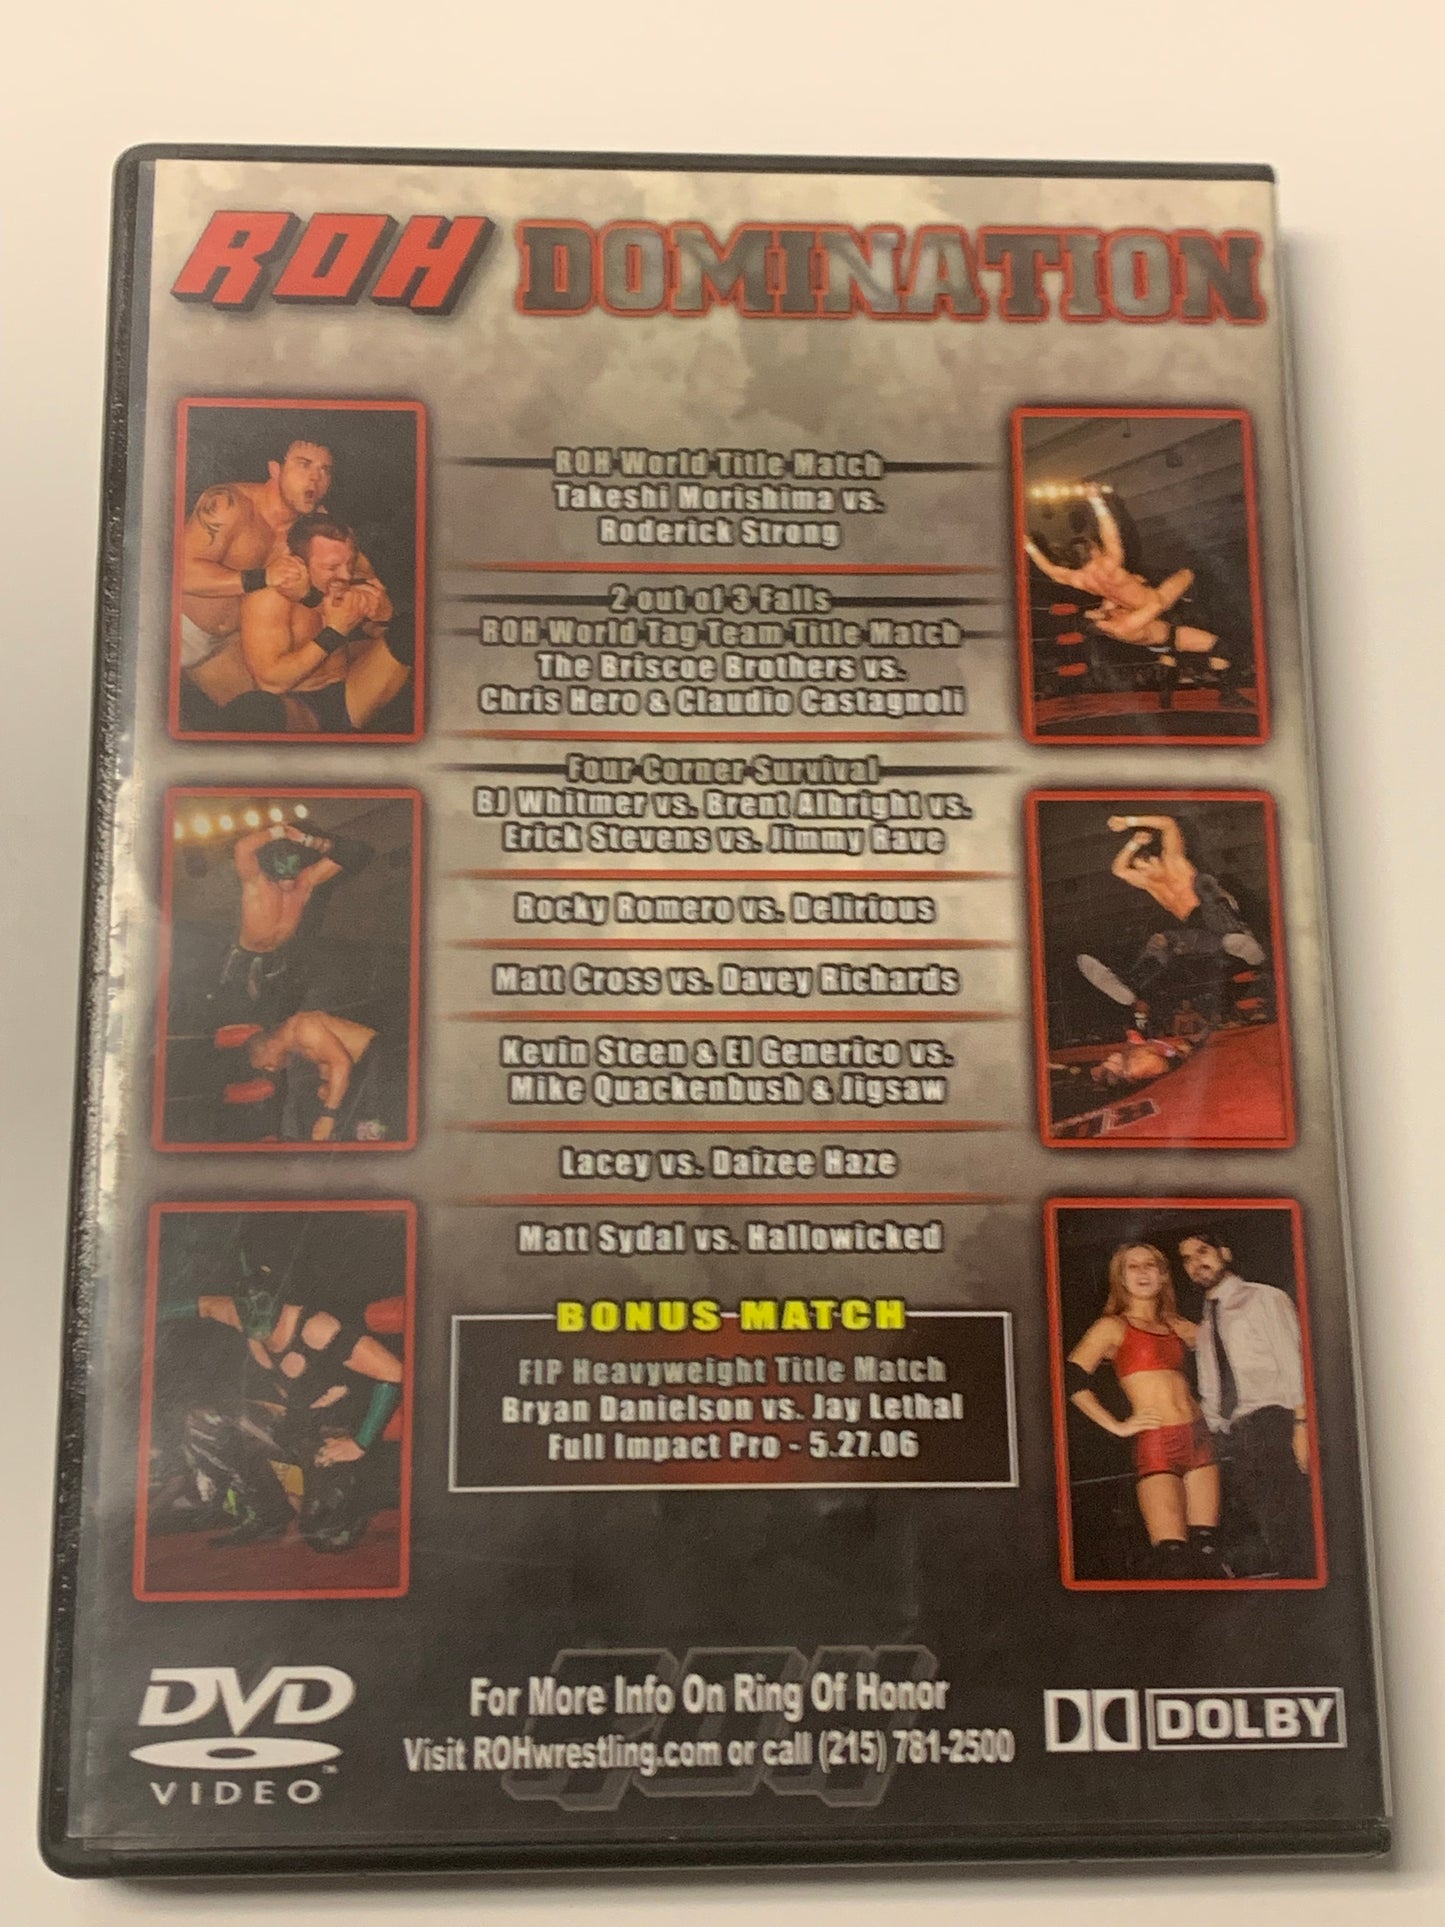 ROH DOMINATION
ROH World Title Match
Takeshi Morishima vs.
Roderick Strong
2 out of 3 Falls
ROH World Tag Team Title Match
The Briscoe Brothers vs.
Chris Hero & Claudio Castagnoli
Four Corner Survival
BJ Whitmer vs. Brent Albright vs.
Erick Stevens vs. Jimmy Rave
Rocky Romero vs. Delirious
Matt Cross vs. Davey Richards
Kevin Steen & El Generico vs.
Mike Quackenbush & Jigsaw
Lacey vs. Daizee Haze
Matt Sydal vs. Hallowicked
BONUS MATCH
FIP Heavyweight Title Match
Bryan Danielson vs. Jay Lethal
Full Impact Pro - 5.27.06
DVD
VIDEO
ROH
For More Info On Ring Of Honor
Visit ROHwrestling.com or call (215) 781-2500
DOLBY